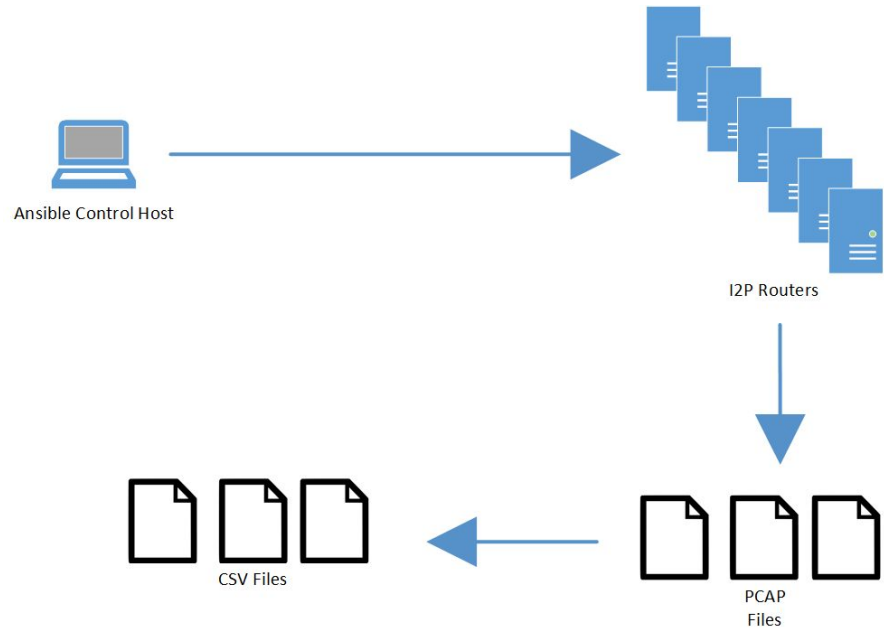 Ansible Control Host
I2P Routers
CSV Files
PCAP
Files